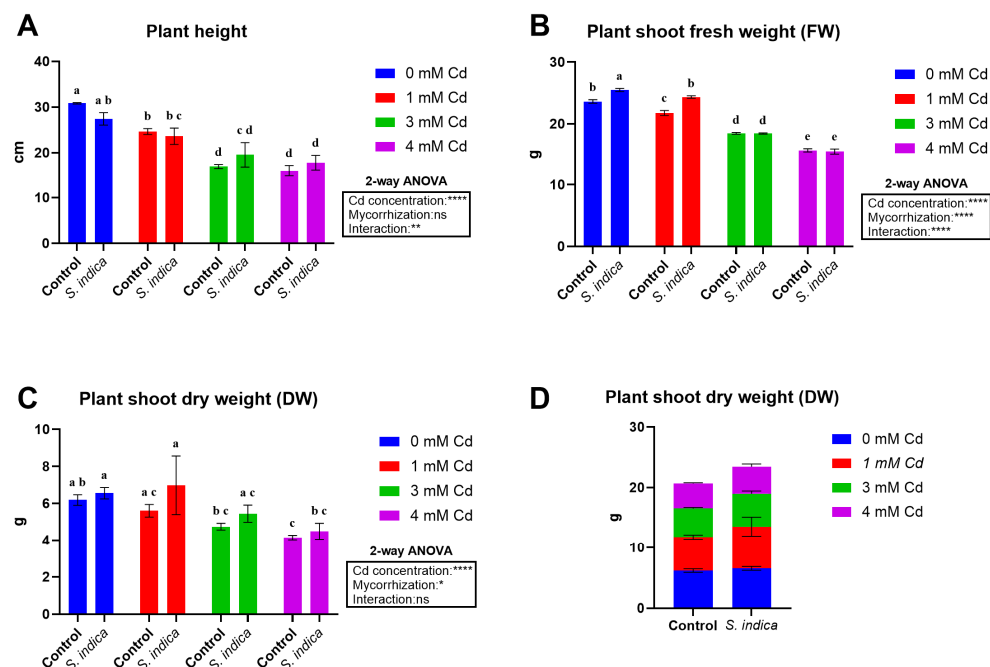 A
Plant height
40
30
20
10
0
cm
a
a b
b
b c
d
c d
d
d
Control
S. indica
Control
S. indica
Control
S. indica
Control
S. indica
0 mM Cd
1 mM Cd
3 mM Cd
4 mM Cd
2-way ANOVA
Cd concentration:****
Mycorrhization:ns
Interaction:**
B
Plant shoot fresh weight (FW)
30
20
10
0
g
b
a
c
b
d
d
e
e
Control
S. indica
Control
S. indica
Control
S. indica
Control
S. indica
0 mM Cd
1 mM Cd
3 mM Cd
4 mM Cd
2-way ANOVA
Cd concentration:****
Mycorrhization:****
Interaction:****
C
Plant shoot dry weight (DW)
10
8
6
4
2
0
g
a b
a
a c
a
b c
a c
c
b c
Control
S. indica
Control
S. indica
Control
S. indica
Control
S. indica
0 mM Cd
1 mM Cd
3 mM Cd
4 mM Cd
2-way ANOVA
Cd concentration:****
Mycorrhization:*
Interaction:ns
D
Plant shoot dry weight (DW)
30
20
10
0
g
Control S. indica
0 mM Cd
1 mM Cd
3 mM Cd
4 mM Cd